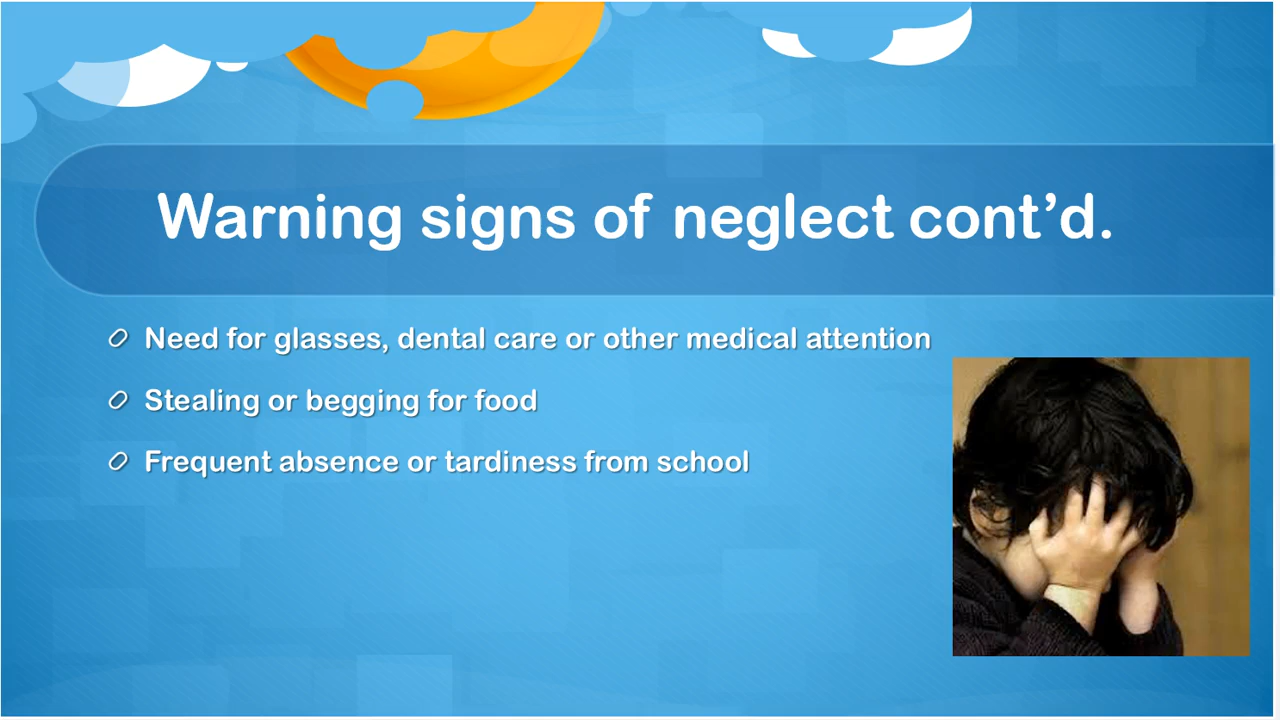 Warning signs of neglect cont’d.
Need for glasses, dental care or other medical attention
Stealing or begging for food
Frequent absence or tardiness from school